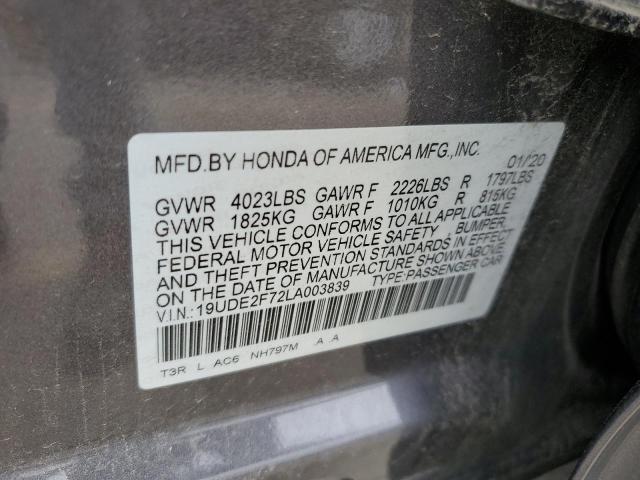 MFD.BY HONDA OF AMERICA MFG.,INC. 01/20
GVWR 4023LBS GAWR F 2226LBS R 1797LBS
GVWR 1825KG GAWR F 1010KG R 815KG
THIS VEHICLE CONFORMS TO ALL APPLICABLE
FEDERAL MOTOR VEHICLE SAFETY , BUMPER,
AND THEFT PREVENTION STANDARDS IN EFFECT
ON THE DATE OF MANUFACTURE SHOWN ABOVE
V.I.N.:19UDE2F72LA003839 TYPE:PASSENGER CAR
T3R L AC6 NH797M .A .A